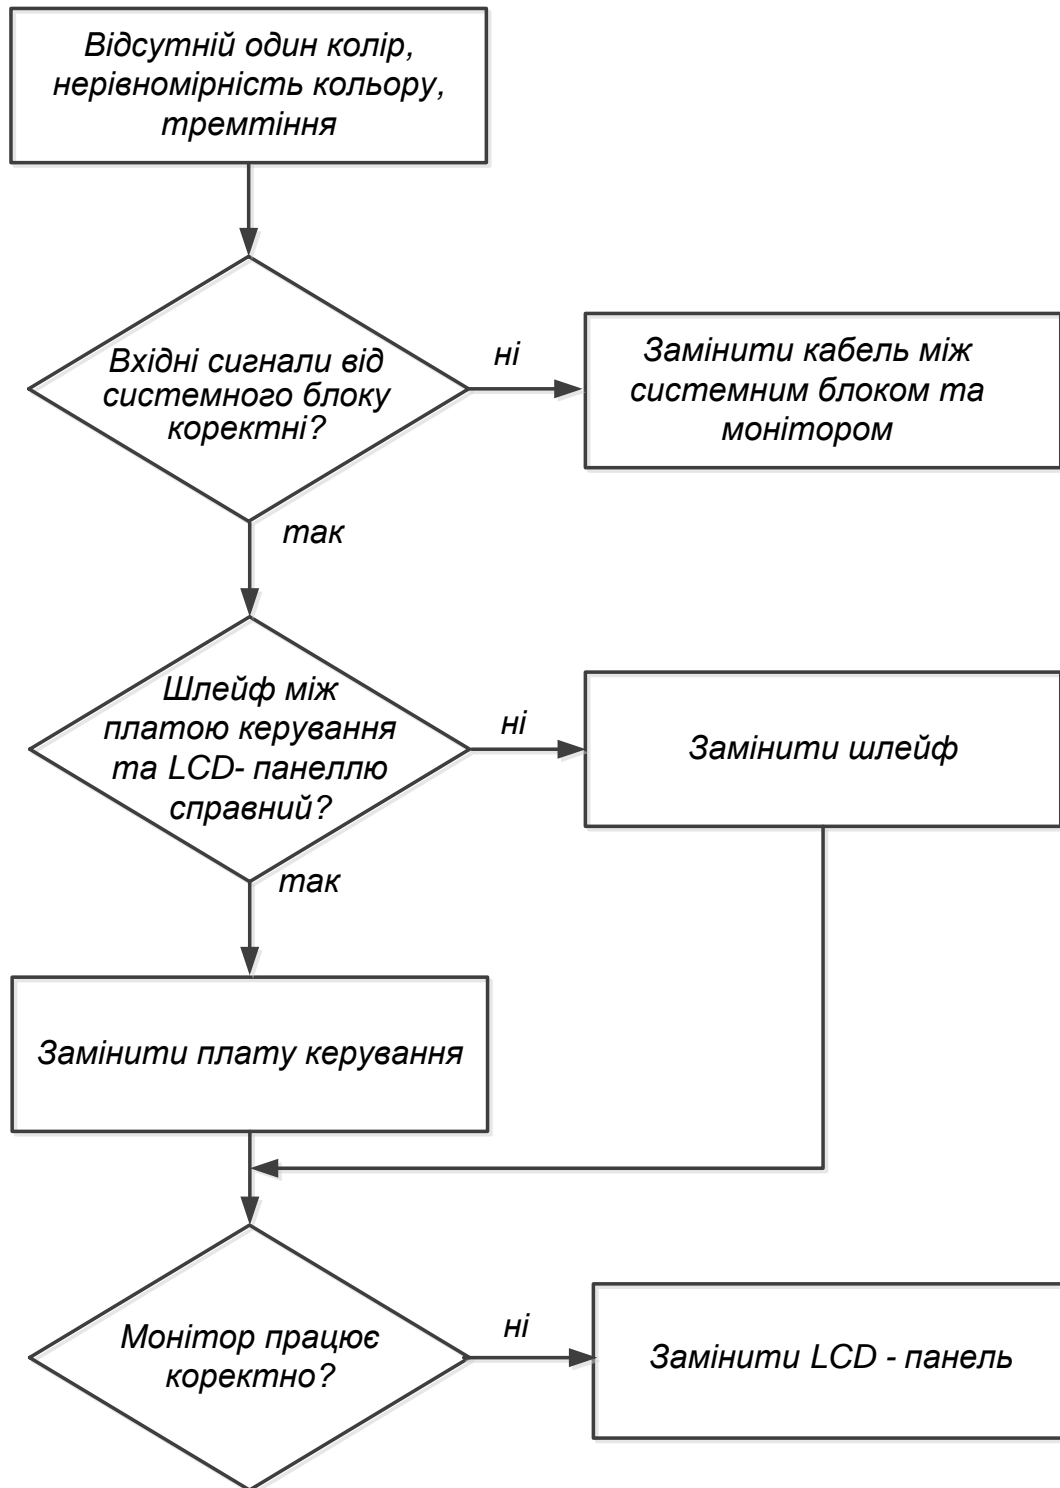 Відсутній один колір,
нерівномірність кольору,
тремтіння
Вхідні сигнали від
системного блоку
коректні?
ні
Замінити кабель між
системним блоком та
монітором
так
Шлейф між
платою керування
та LCD- панеллю
справний?
ні
Замінити шлейф
так
Замінити плату керування
Монітор працює
коректно?
ні
Замінити LCD - панель